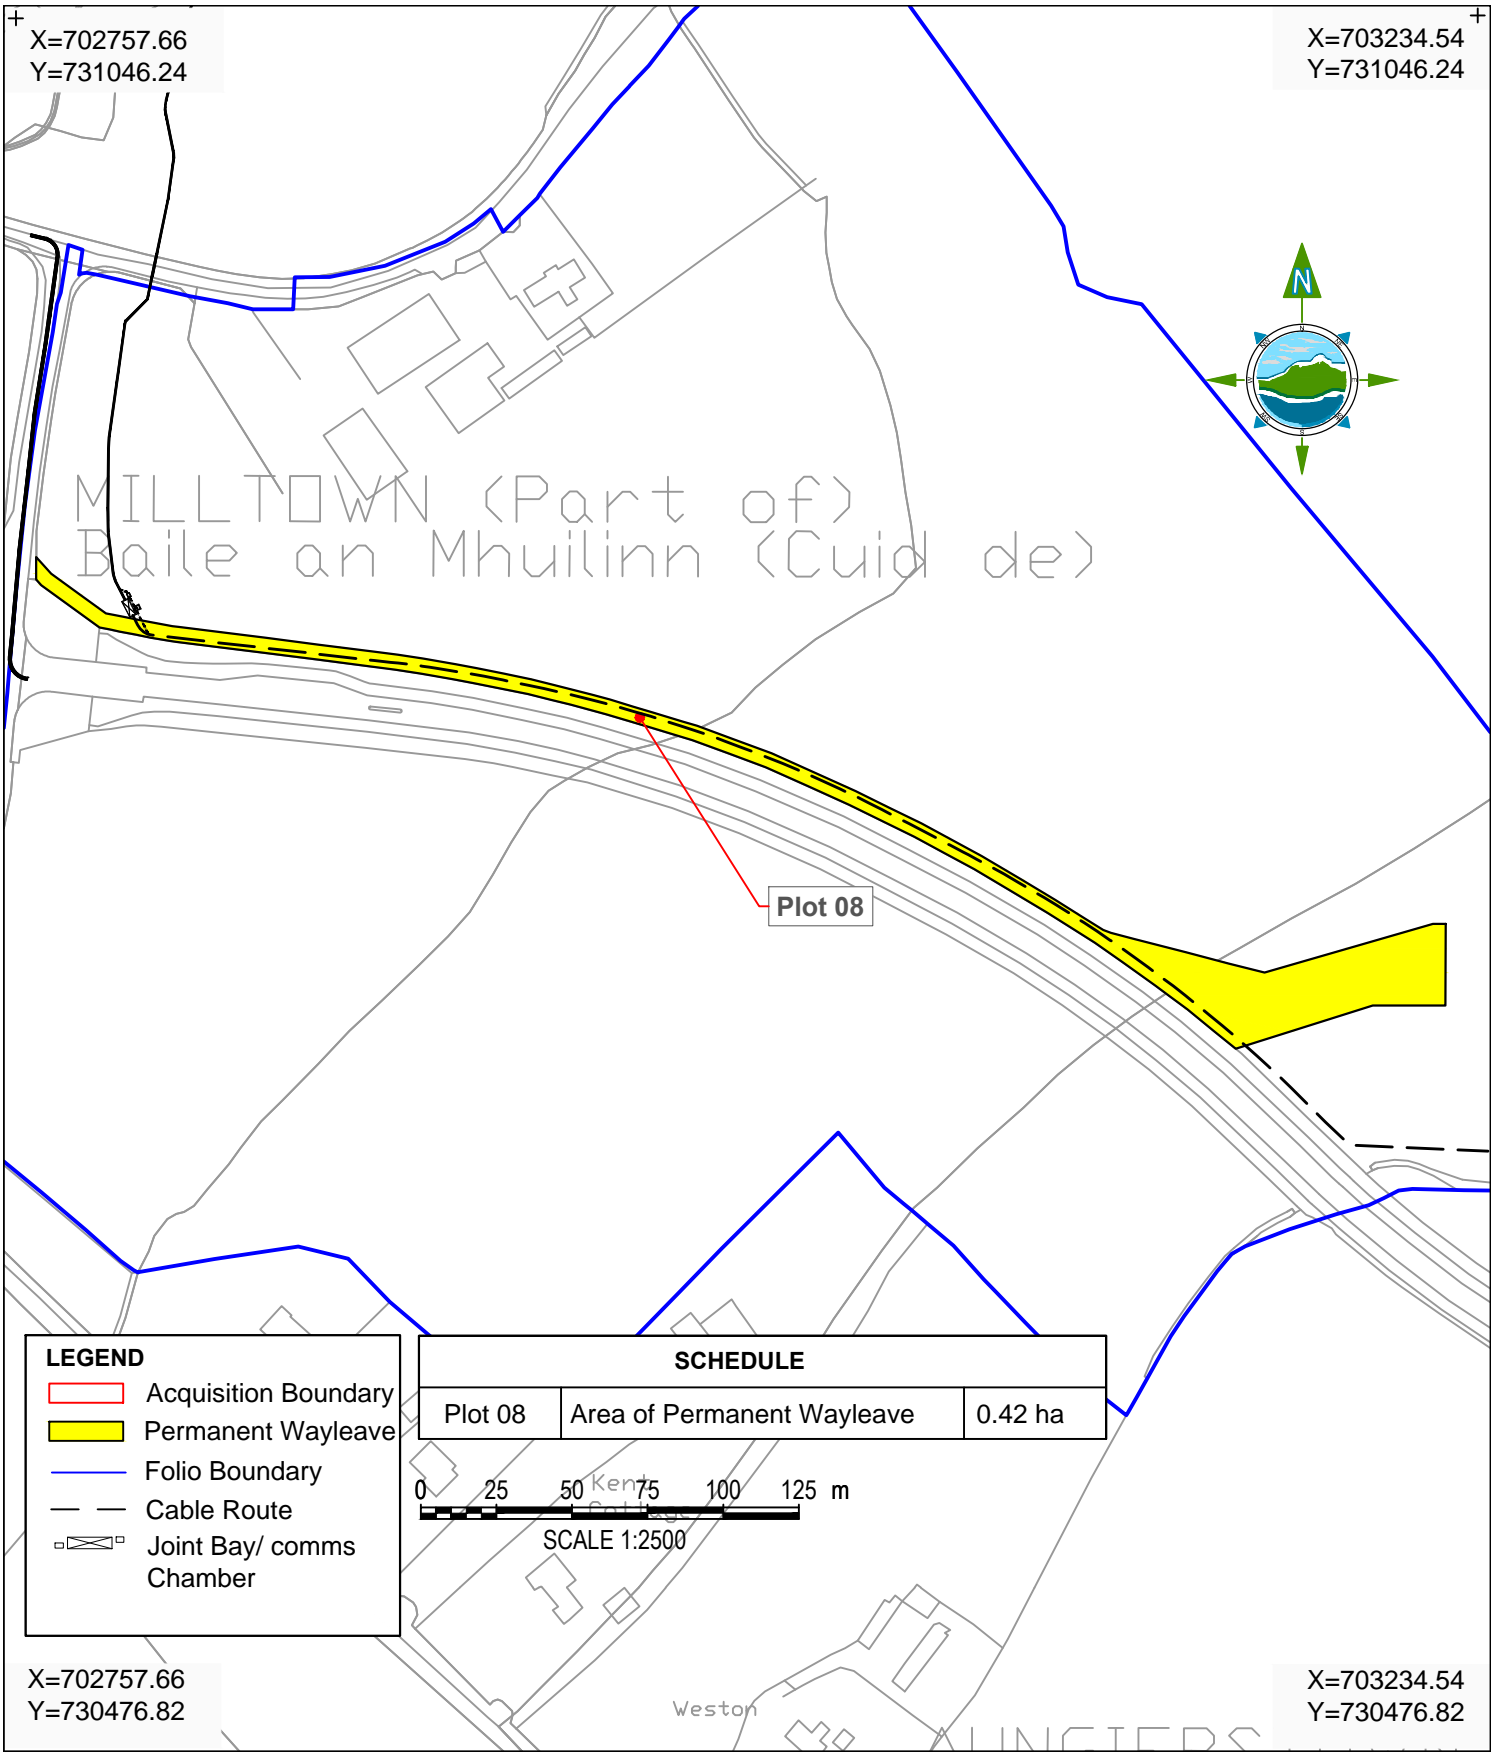 X=702757.66
Y=731046.24
X=703234.54
Y=731046.24
N
MILLTOWN (Part of)
Baile an Mhuilinn (Cuid de)
Plot 08
LEGEND
Acquisition Boundary
Permanent Wayleave
Folio Boundary
Cable Route
Joint Bay/ comms
Chamber
SCHEDULE
Plot 08 Area of Permanent Wayleave 0.42 ha
0 25 50 75 100 125 m
SCALE 1:2500
Kent
Cottage
Weston
AUNGIERS
X=702757.66
Y=730476.82
X=703234.54
Y=730476.82